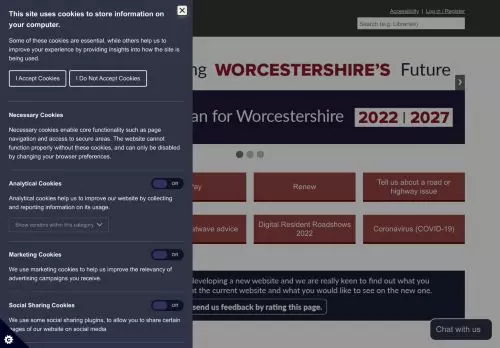 This site uses cookies to store information on
your computer.
Some of these cookies are essential, while others help us to
improve your experience by providing insights into how the site is
being used.
I Accept Cookies
I Do Not Accept Cookies
Necessary Cookies
Necessary cookies enable core functionality such as page
navigation and access to secure areas. The website cannot
function properly without these cookies, and can only be disabled
by changing your browser preferences.
Analytical Cookies
Off
Analytical cookies help us to improve our website by collecting
and reporting information on its usage.
Show vendors within this category
Marketing Cookies
Off
We use marketing cookies to help us improve the relevancy of
advertising campaigns you receive.
Social Sharing Cookies
Off
We use some social sharing plugins, to allow you to share certain
pages of our website on social media
Accessibility | Log in / Register
Search (e.g. Libraries)
ng WORCESTERSHIRE'S Future
an for Worcestershire 2022 | 2027
Pay
Renew
Tell us about a road or
highway issue
twave advice
Digital Resident Roadshows
2022
Coronavirus (COVID-19)
developing a new website and we are really keen to find out what you
t the current website and what you would like to see on the new one.
send us feedback by rating this page.
Chat with us